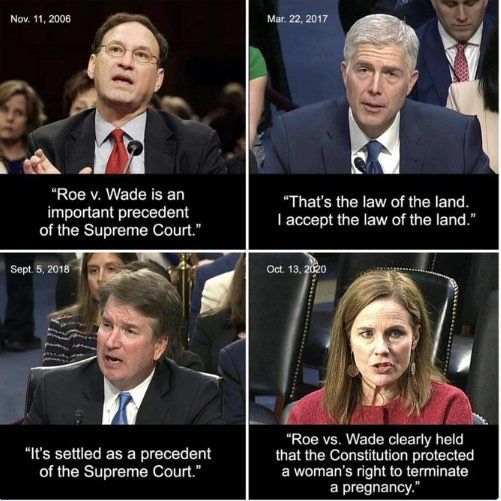 Nov. 11, 2006
"Roe v. Wade is an
important precedent
of the Supreme Court."
Mar. 22, 2017
"That's the law of the land.
I accept the law of the land."
Sept. 5, 2018
"It's settled as a precedent
of the Supreme Court."
Oct. 13, 2020
"Roe vs. Wade clearly held
that the Constitution protected
a woman's right to terminate
a pregnancy."